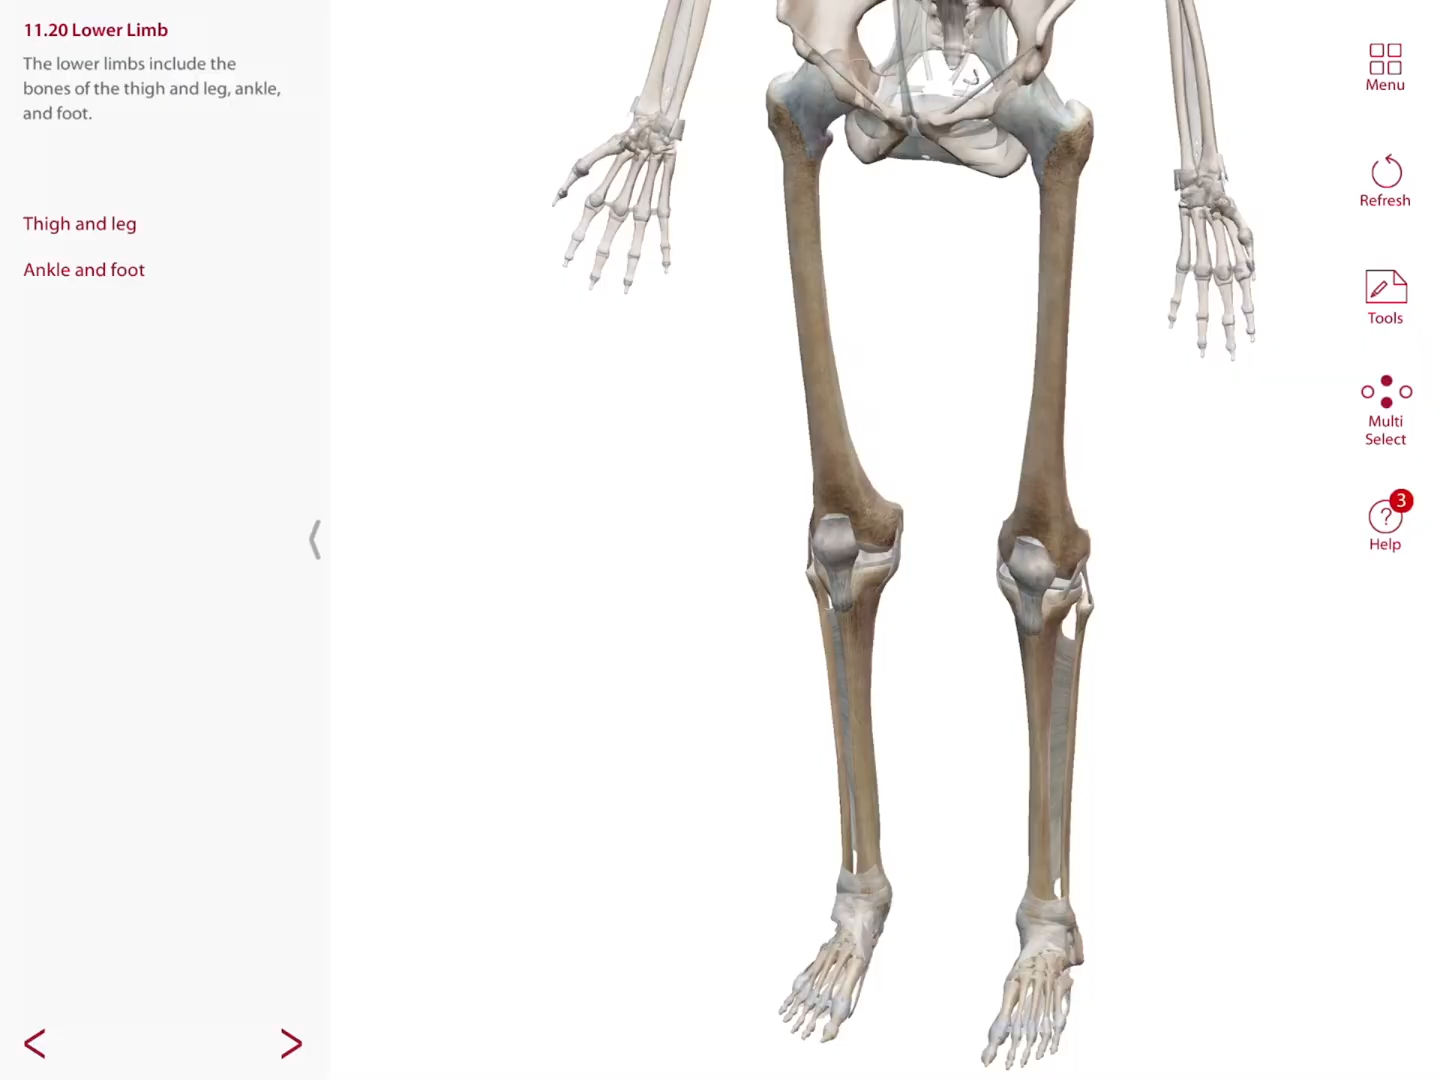 11.20 Lower Limb
The lower limbs include the
bones of the thigh and leg, ankle,
and foot.
Thigh and leg
Ankle and foot
Menu
Refresh
Tools
Multi
Select
3
?
Help
< >